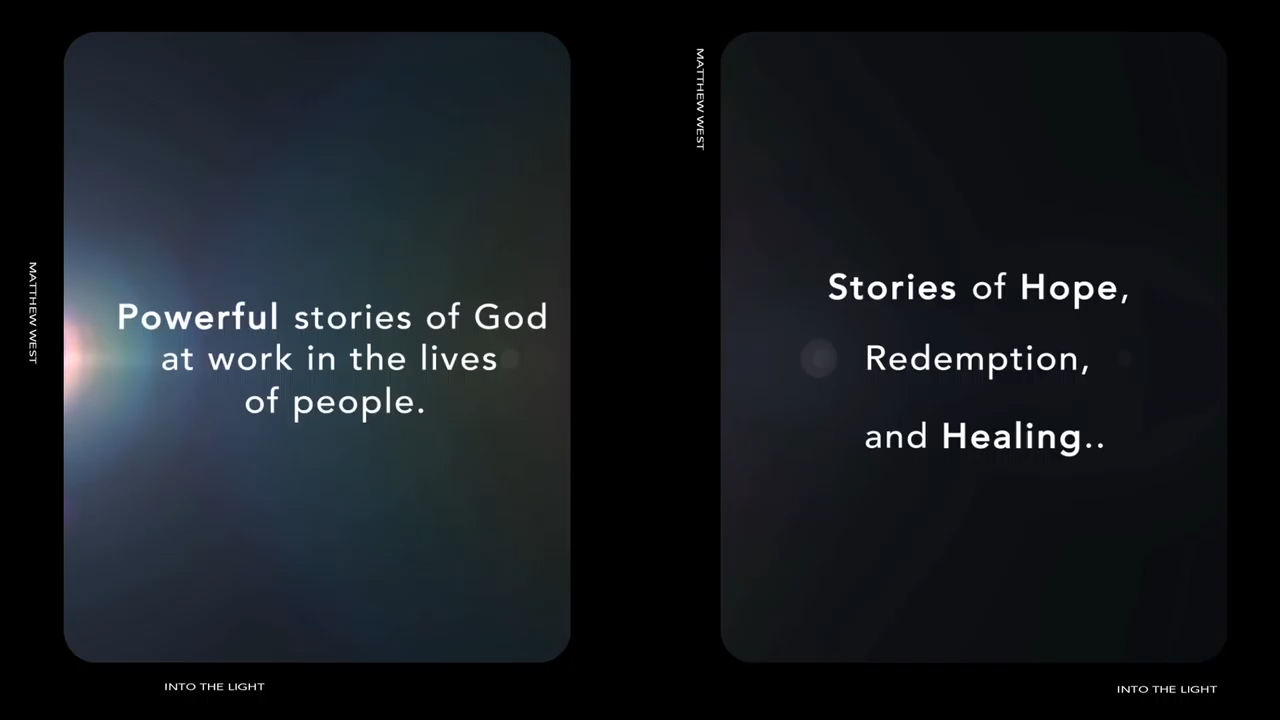 MATTHEW WEST
Powerful stories of God
at work in the lives
of people.
INTO THE LIGHT
MATTHEW WEST
Stories of Hope,
Redemption,
and Healing..
INTO THE LIGHT